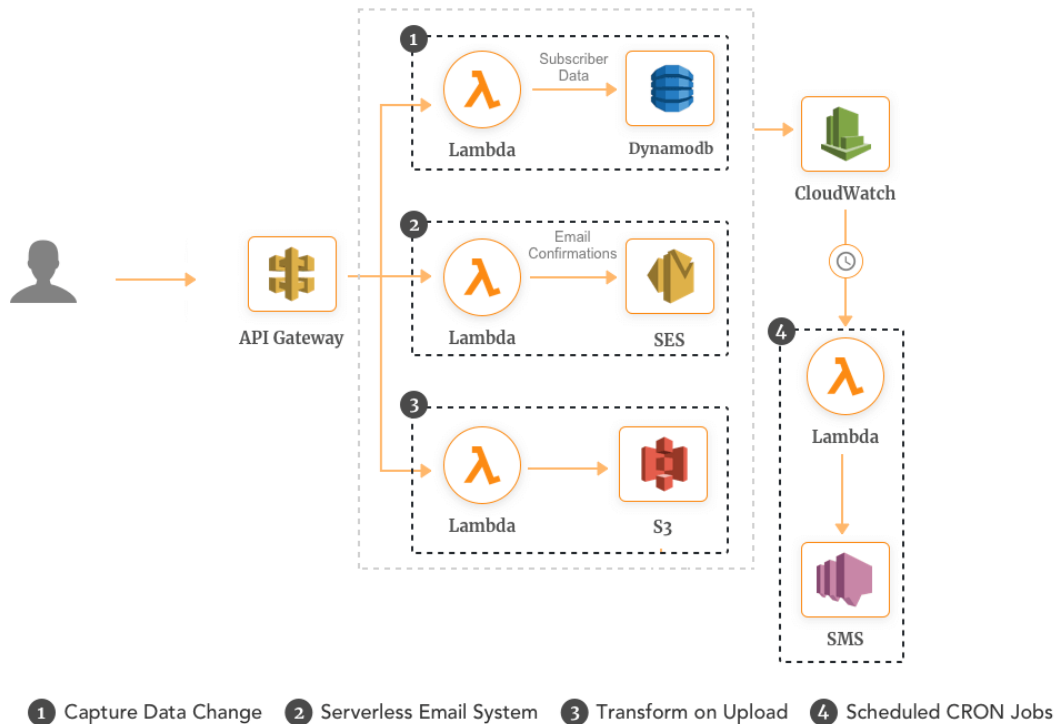 1
Subscriber
Data
Lambda
Dynamodb
CloudWatch
2
Email
Confirmations
API Gateway
Lambda
SES
3
Lambda
S3
4
Lambda
SMS
1 Capture Data Change 2 Serverless Email System 3 Transform on Upload 4 Scheduled CRON Jobs